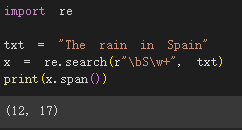 import re
txt = "The rain in Spain"
x = re.search(r"\bS\w+", txt)
print(x.span())
(12, 17)